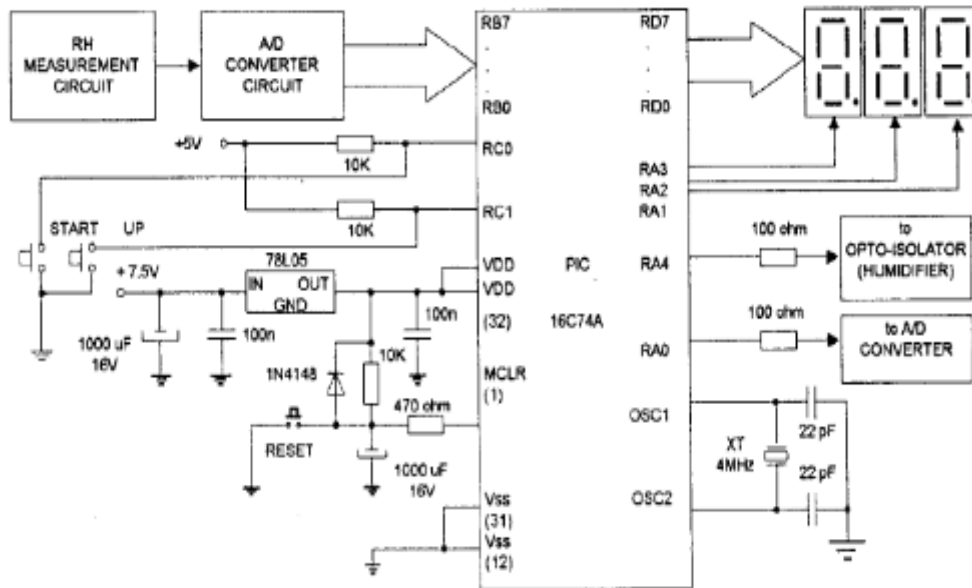 RH
MEASUREMENT
CIRCUIT
A/D
CONVERTER
CIRCUIT
RB7
RB0
RD7
RD0
+5V
10K
RC0
10K
RC1
START
UP
+7.5V
78L05
IN OUT
GND
VDD
VDD
(32)
PIC
16C74A
RA3
RA2
RA1
RA4
100 ohm
to
OPTO-ISOLATOR
(HUMIDIFIER)
RA0
100 ohm
to A/D
CONVERTER
1000 uF
16V
100n
100n
1N4148
10K
MCLR
(1)
470 ohm
RESET
1000 uF
16V
OSC1
22 pF
XT
4MHz
22 pF
OSC2
Vss
(31)
Vss
(12)